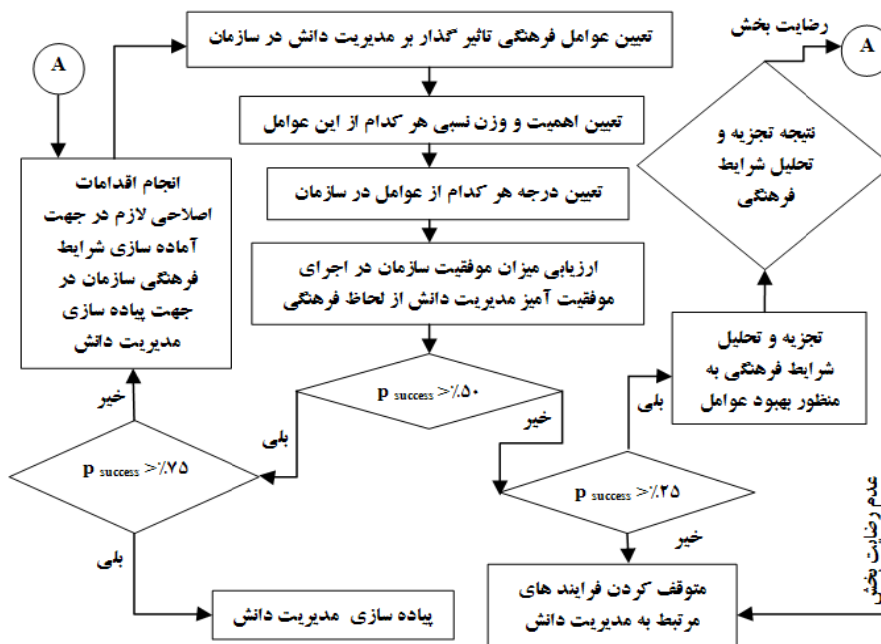 تعیین عوامل فرهنگی تاثیر گذار بر مدیریت دانش در سازمان
رضایت بخش
A
A
تعیین اهمیت و وزن نسبی هر کدام از این عوامل
نتیجه تجزیه و
تحلیل شرایط
فرهنگی
انجام اقدامات
اصلاحی لازم در جهت
آماده سازی شرایط
فرهنگی سازمان در
جهت پیاده سازی
مدیریت دانش
تعیین درجه هر کدام از عوامل در سازمان
ارزیابی میزان موفقیت سازمان در اجرای
موفقیت آمیز مدیریت دانش از لحاظ فرهنگی
تجزیه و تحلیل
شرایط فرهنگی به
منظور بهبود عوامل
p success >٪۵۰
خیر
بلی
خیر
بلی
p success >٪۷۵
p success >٪۲۵
عدم رضایت بخش
بلی
خیر
پیاده سازی مدیریت دانش
متوقف کردن فرایند های
مرتبط به مدیریت دانش